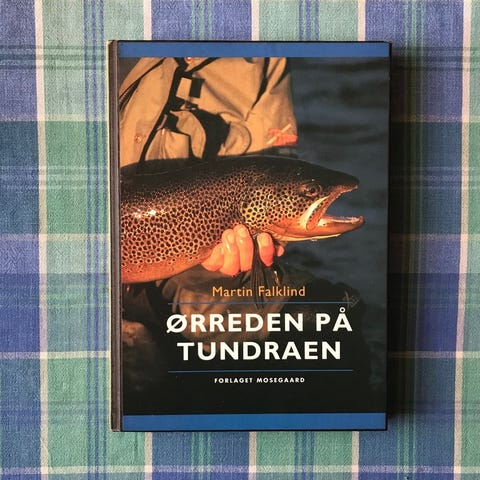 Martin Falklind
ØRREDEN PÅ
TUNDRAEN
FORLAGET MOSEGAARD